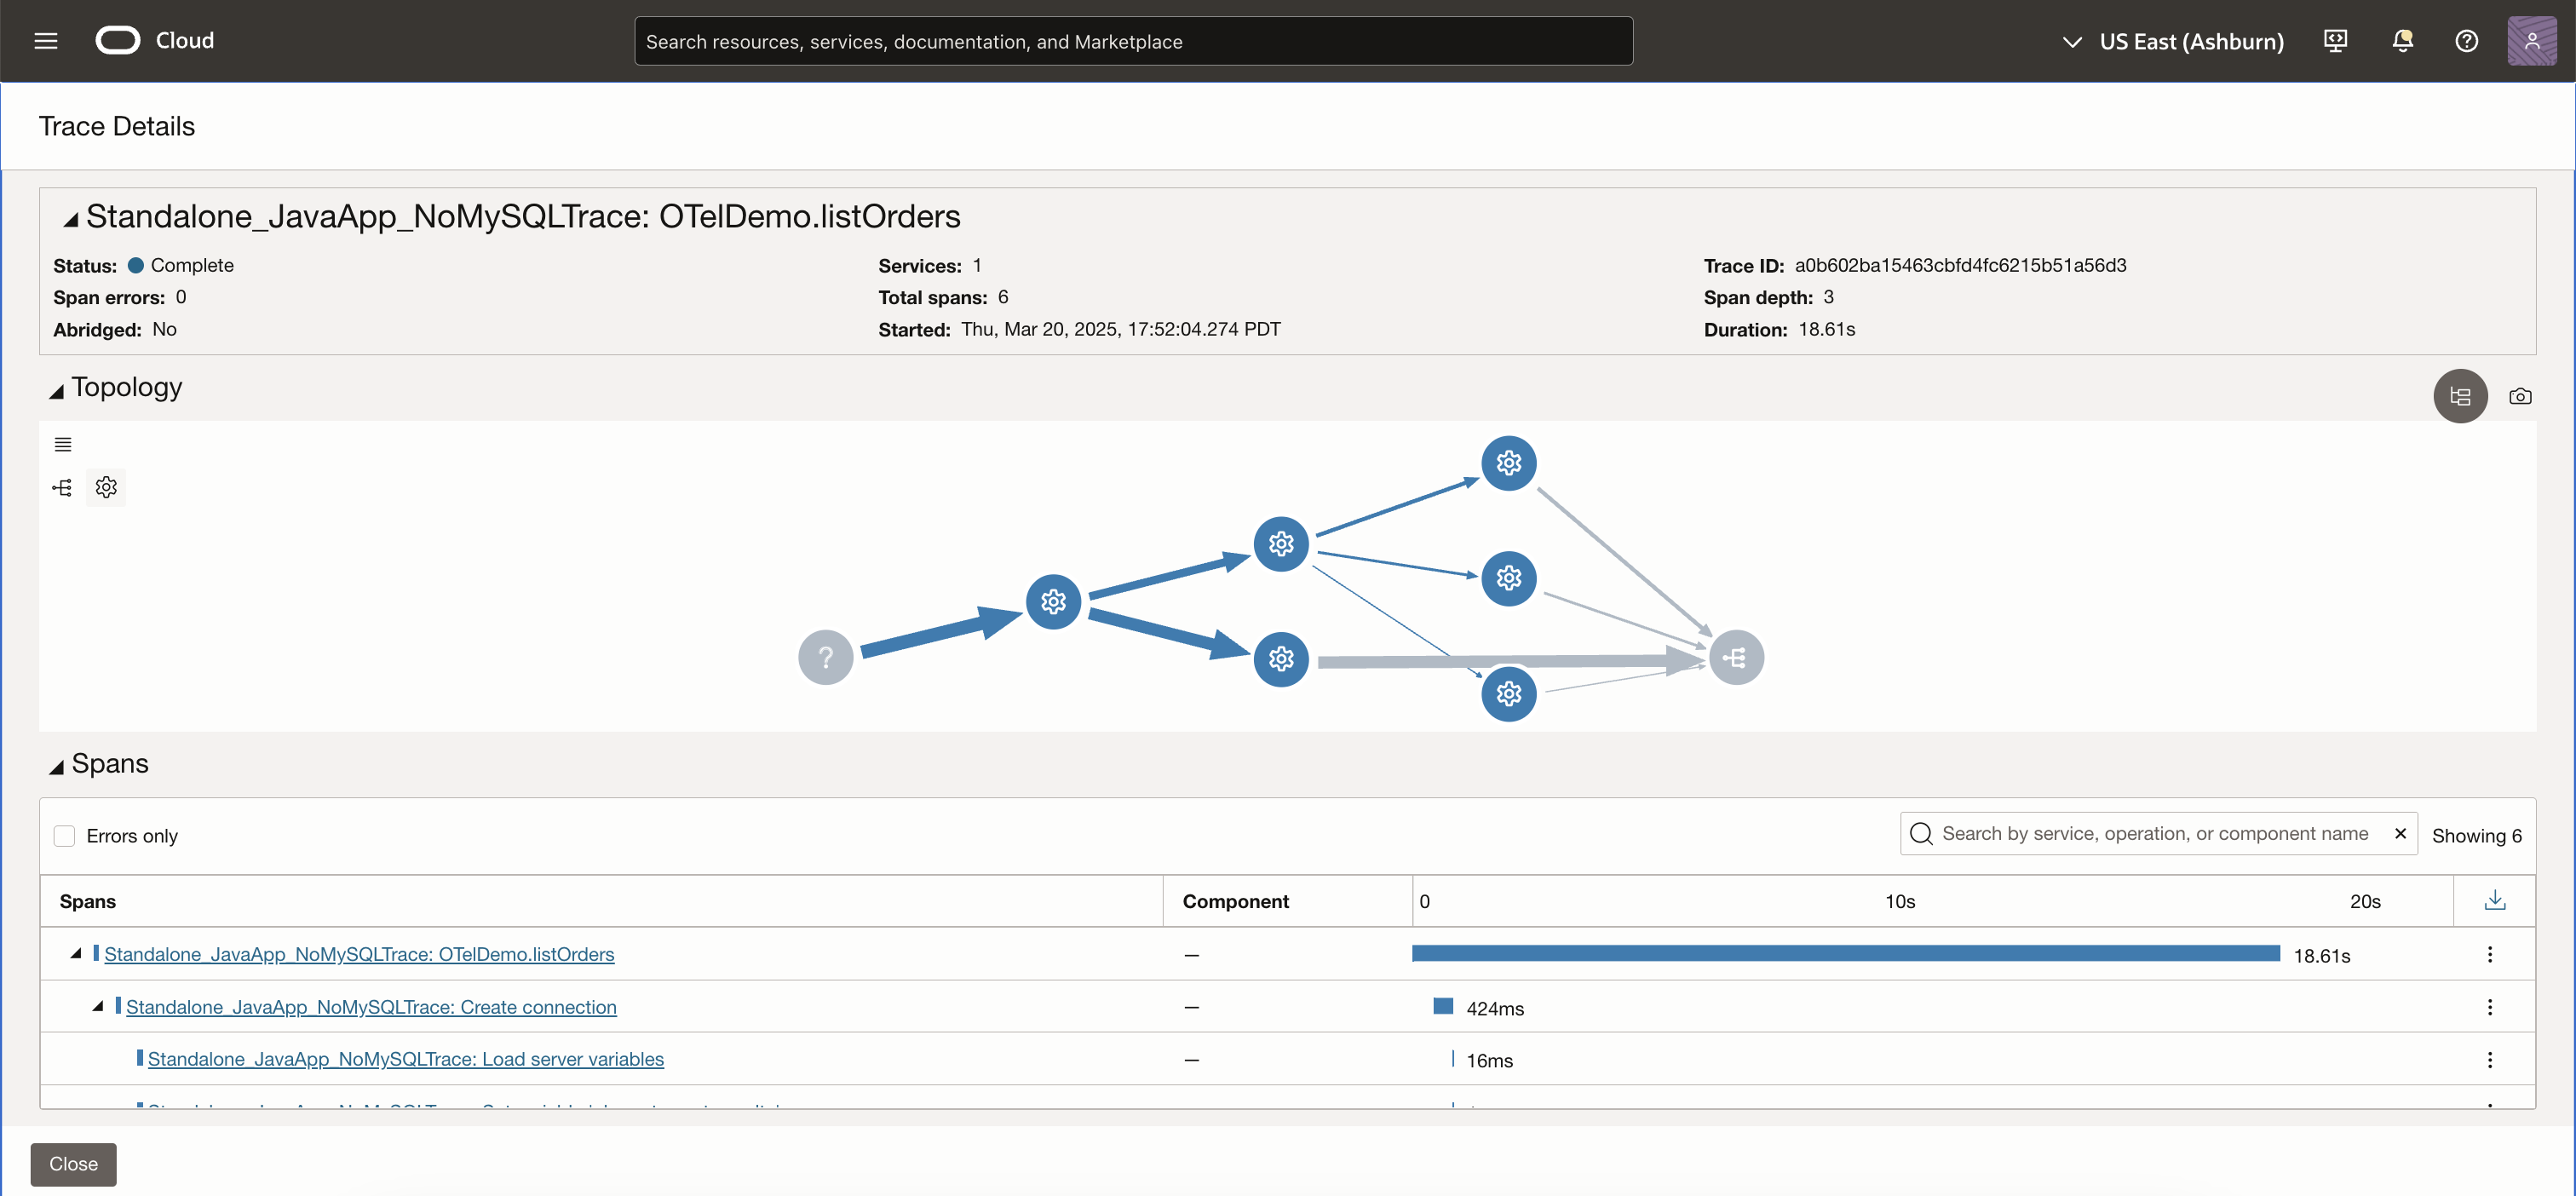 Cloud
Search resources, services, documentation, and Marketplace
US East (Ashburn)
Trace Details
Standalone_JavaApp_NoMySQLTrace: OTelDemo.listOrders
Status: Complete
Services: 1
Trace ID: a0b602ba15463cbfd4fc6215b51a56d3
Span errors: 0
Total spans: 6
Span depth: 3
Abridged: No
Started: Thu, Mar 20, 2025, 17:52:04.274 PDT
Duration: 18.61s
Topology
?
Spans
Errors only
Search by service, operation, or component name
Showing 6
Spans
Component
0
10s
20s
Standalone_JavaApp_NoMySQLTrace: OTelDemo.listOrders
—
18.61s
Standalone_JavaApp_NoMySQLTrace: Create connection
—
424ms
Standalone_JavaApp_NoMySQLTrace: Load server variables
—
16ms
Close